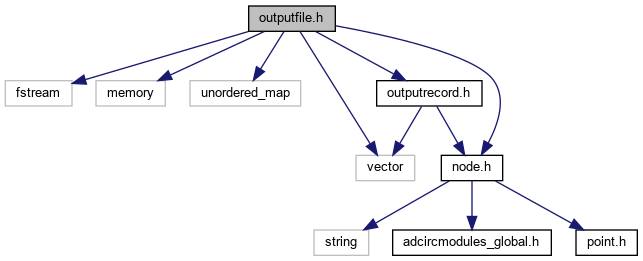 outputfile.h
fstream
memory
unordered_map
outputrecord.h
vector
node.h
string
adcircmodules_global.h
point.h